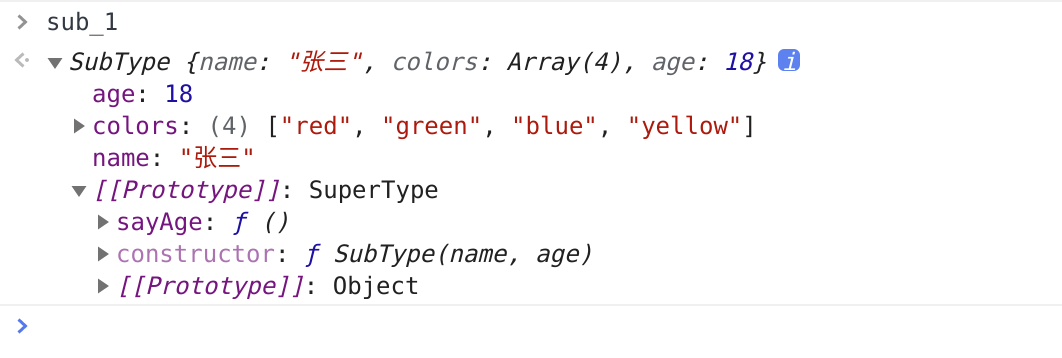 sub_1
SubType {name: "张三", colors: Array(4), age: 18} i
age: 18
colors: (4) ["red", "green", "blue", "yellow"]
name: "张三"
[[Prototype]]: SuperType
sayAge: ƒ ()
constructor: ƒ SubType(name, age)
[[Prototype]]: Object